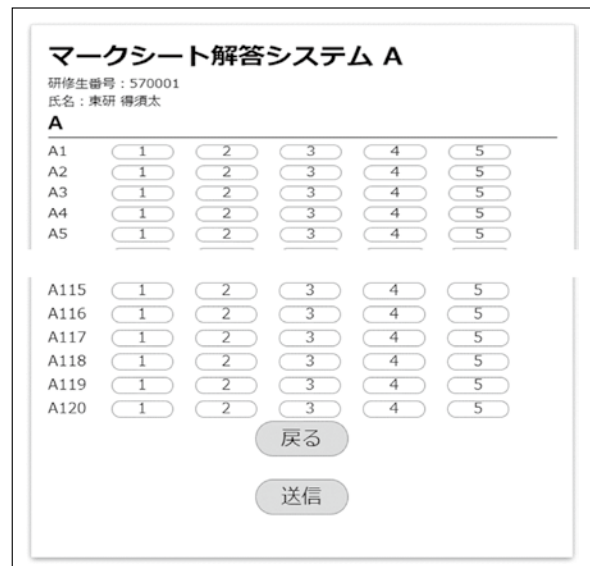 マークシート解答システム A
研修生番号：570001
氏名：東研 得須太
A
A1 1 2 3 4 5
A2 1 2 3 4 5
A3 1 2 3 4 5
A4 1 2 3 4 5
A5 1 2 3 4 5
A115 1 2 3 4 5
A116 1 2 3 4 5
A117 1 2 3 4 5
A118 1 2 3 4 5
A119 1 2 3 4 5
A120 1 2 3 4 5
戻る
送信